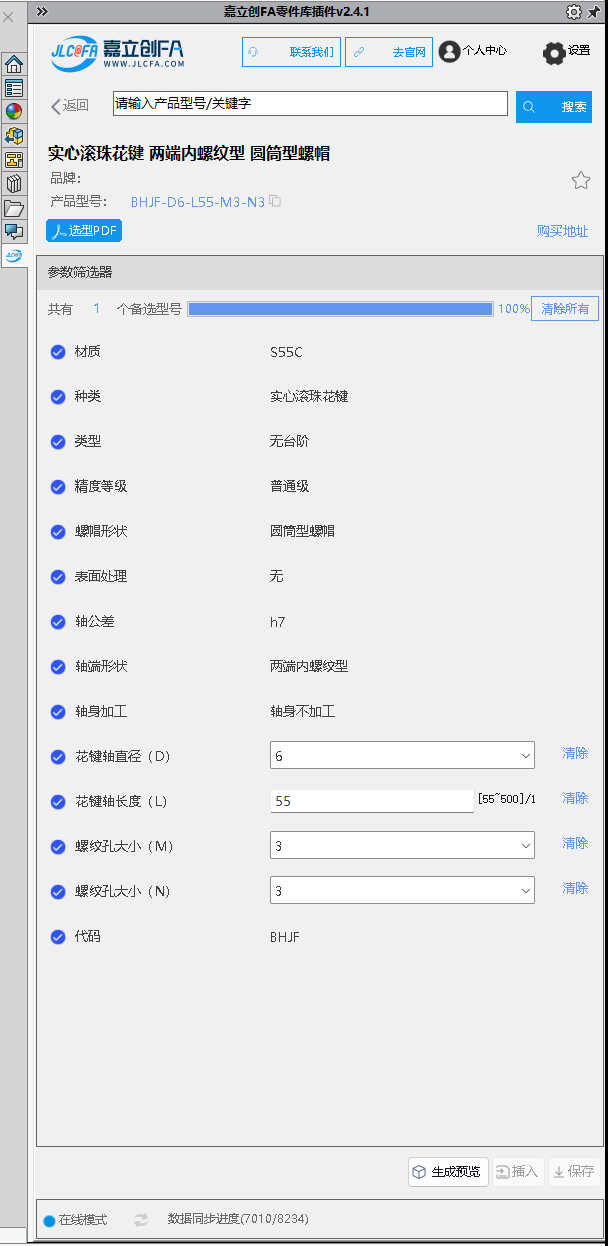 嘉立创FA零件库插件v2.4.1
JLC@FA 嘉立创FA
WWW.JLCFA.COM
联系我们 去官网 个人中心 设置
返回 请输入产品型号/关键字 搜索
实心滚珠花键 两端内螺纹型 圆筒型螺帽
品牌:
产品型号: BHJF-D6-L55-M3-N3
选型PDF 购买地址
参数筛选器
共有 1 个备选型号 100% 清除所有
材质 S55C
种类 实心滚珠花键
类型 无台阶
精度等级 普通级
螺帽形状 圆筒型螺帽
表面处理 无
轴公差 h7
轴端形状 两端内螺纹型
轴身加工 轴身不加工
花键轴直径（D） 6 清除
花键轴长度（L） 55 [55~500]/1 清除
螺纹孔大小（M） 3 清除
螺纹孔大小（N） 3 清除
代码 BHJF
生成预览 插入 保存
在线模式 数据同步进度(7010/8234)